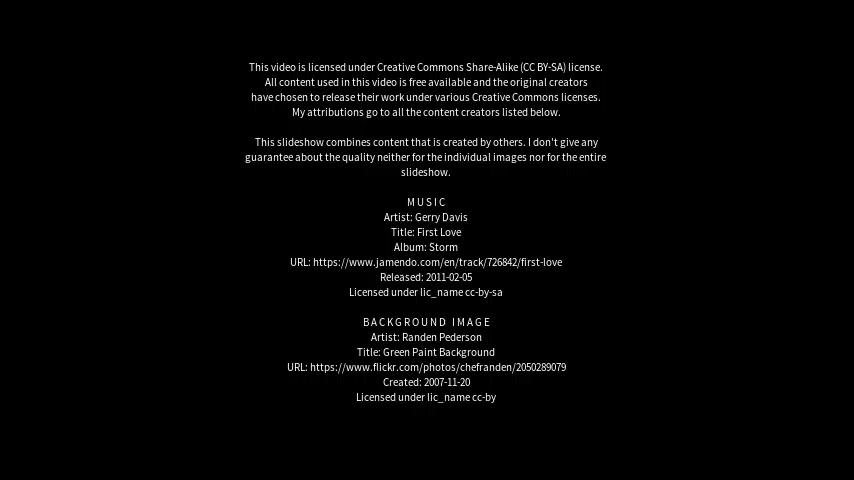 This video is licensed under Creative Commons Share-Alike (CC BY-SA) license.
All content used in this video is free available and the original creators
have chosen to release their work under various Creative Commons licenses.
My attributions go to all the content creators listed below.
This slideshow combines content that is created by others. I don't give any
guarantee about the quality neither for the individual images nor for the entire
slideshow.
MUSIC
Artist: Gerry Davis
Title: First Love
Album: Storm
URL: https://www.jamendo.com/en/track/726842/first-love
Released: 2011-02-05
Licensed under lic_name cc-by-sa
BACKGROUND IMAGE
Artist: Randen Pederson
Title: Green Paint Background
URL: https://www.flickr.com/photos/chefranden/2050289079
Created: 2007-11-20
Licensed under lic_name cc-by